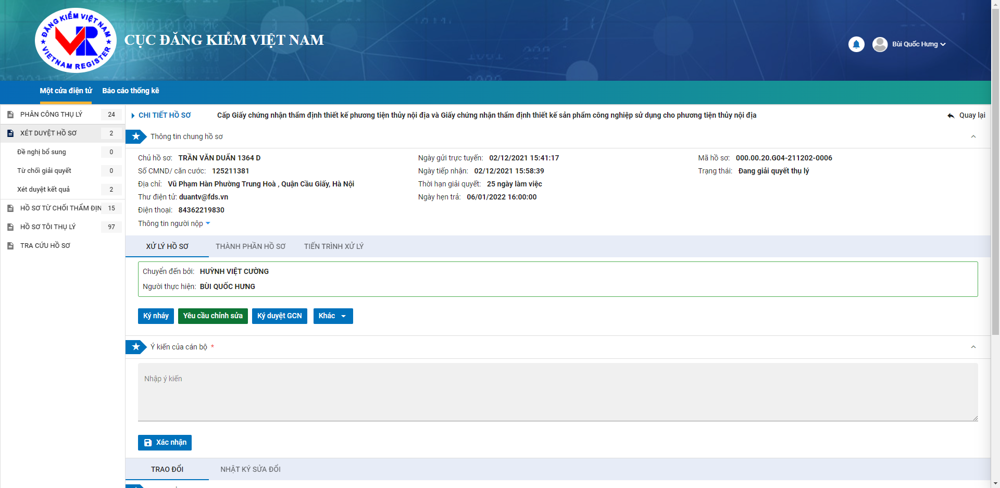 ĐĂNG KIỂM VIỆT NAM
VIETNAM REGISTER
CỤC ĐĂNG KIỂM VIỆT NAM
Bùi Quốc Hưng
Một cửa điện tử Báo cáo thống kê
PHÂN CÔNG THỤ LÝ 24
XÉT DUYỆT HỒ SƠ 2
Đề nghị bổ sung 0
Từ chối giải quyết 0
Xét duyệt kết quả 2
HỒ SƠ TỪ CHỐI THẨM ĐỊN 15
HỒ SƠ TÔI THỤ LÝ 97
TRA CỨU HỒ SƠ
CHI TIẾT HỒ SƠ Cấp Giấy chứng nhận thẩm định thiết kế phương tiện thủy nội địa và Giấy chứng nhận thẩm định thiết kế sản phẩm công nghiệp sử dụng cho phương tiện thủy nội địa Quay lại
Thông tin chung hồ sơ
Chủ hồ sơ: TRẦN VĂN DUẨN 1364 D
Số CMND/ căn cước: 125211381
Địa chỉ: Vũ Phạm Hàn Phường Trung Hoà , Quận Cầu Giấy, Hà Nội
Thư điện tử: duantv@fds.vn
Điện thoại: 84362219830
Thông tin người nộp
Ngày gửi trực tuyến: 02/12/2021 15:41:17
Ngày tiếp nhận: 02/12/2021 15:58:39
Thời hạn giải quyết: 25 ngày làm việc
Ngày hẹn trả: 06/01/2022 16:00:00
Mã hồ sơ: 000.00.20.G04-211202-0006
Trạng thái: Đang giải quyết thụ lý
XỬ LÝ HỒ SƠ THÀNH PHẦN HỒ SƠ TIẾN TRÌNH XỬ LÝ
Chuyển đến bởi: HUỲNH VIỆT CƯỜNG
Người thực hiện: BÙI QUỐC HƯNG
Ký nháy Yêu cầu chỉnh sửa Ký duyệt GCN Khác
Ý kiến của cán bộ *
Nhập ý kiến
Xác nhận
TRAO ĐỔI NHẬT KÝ SỬA ĐỔI